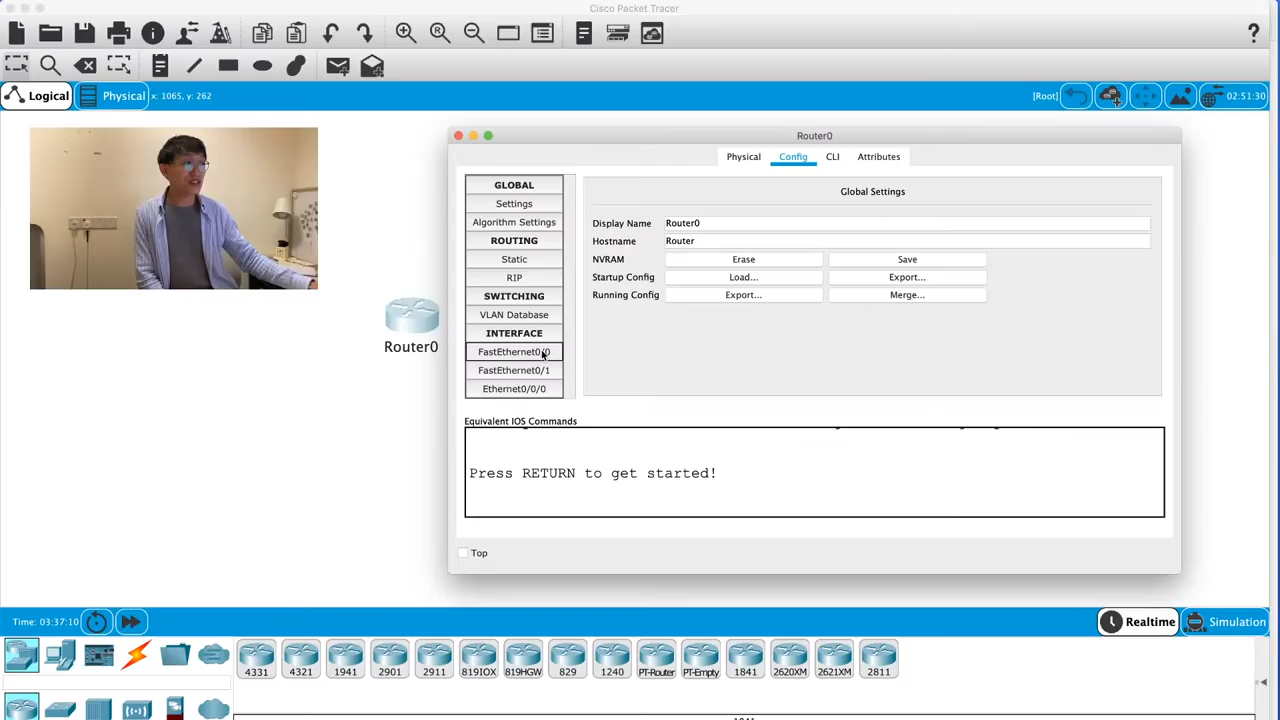 Cisco Packet Tracer
?
Logical
Physical
x: 1065, y: 262
[Root]
02:51:30
Router0
Router0
Physical
Config
CLI
Attributes
GLOBAL
Settings
Algorithm Settings
ROUTING
Static
RIP
SWITCHING
VLAN Database
INTERFACE
FastEthernet0/0
FastEthernet0/1
Ethernet0/0/0
Global Settings
Display Name Router0
Hostname Router
NVRAM Erase Save
Startup Config Load... Export...
Running Config Export... Merge...
Equivalent IOS Commands
Press RETURN to get started!
Top
Time: 03:37:10
Realtime
Simulation
4331
4321
1941
2901
2911
819IOX
819HGW
829
1240
PT-Router
PT-Empty
1841
2620XM
2621XM
2811